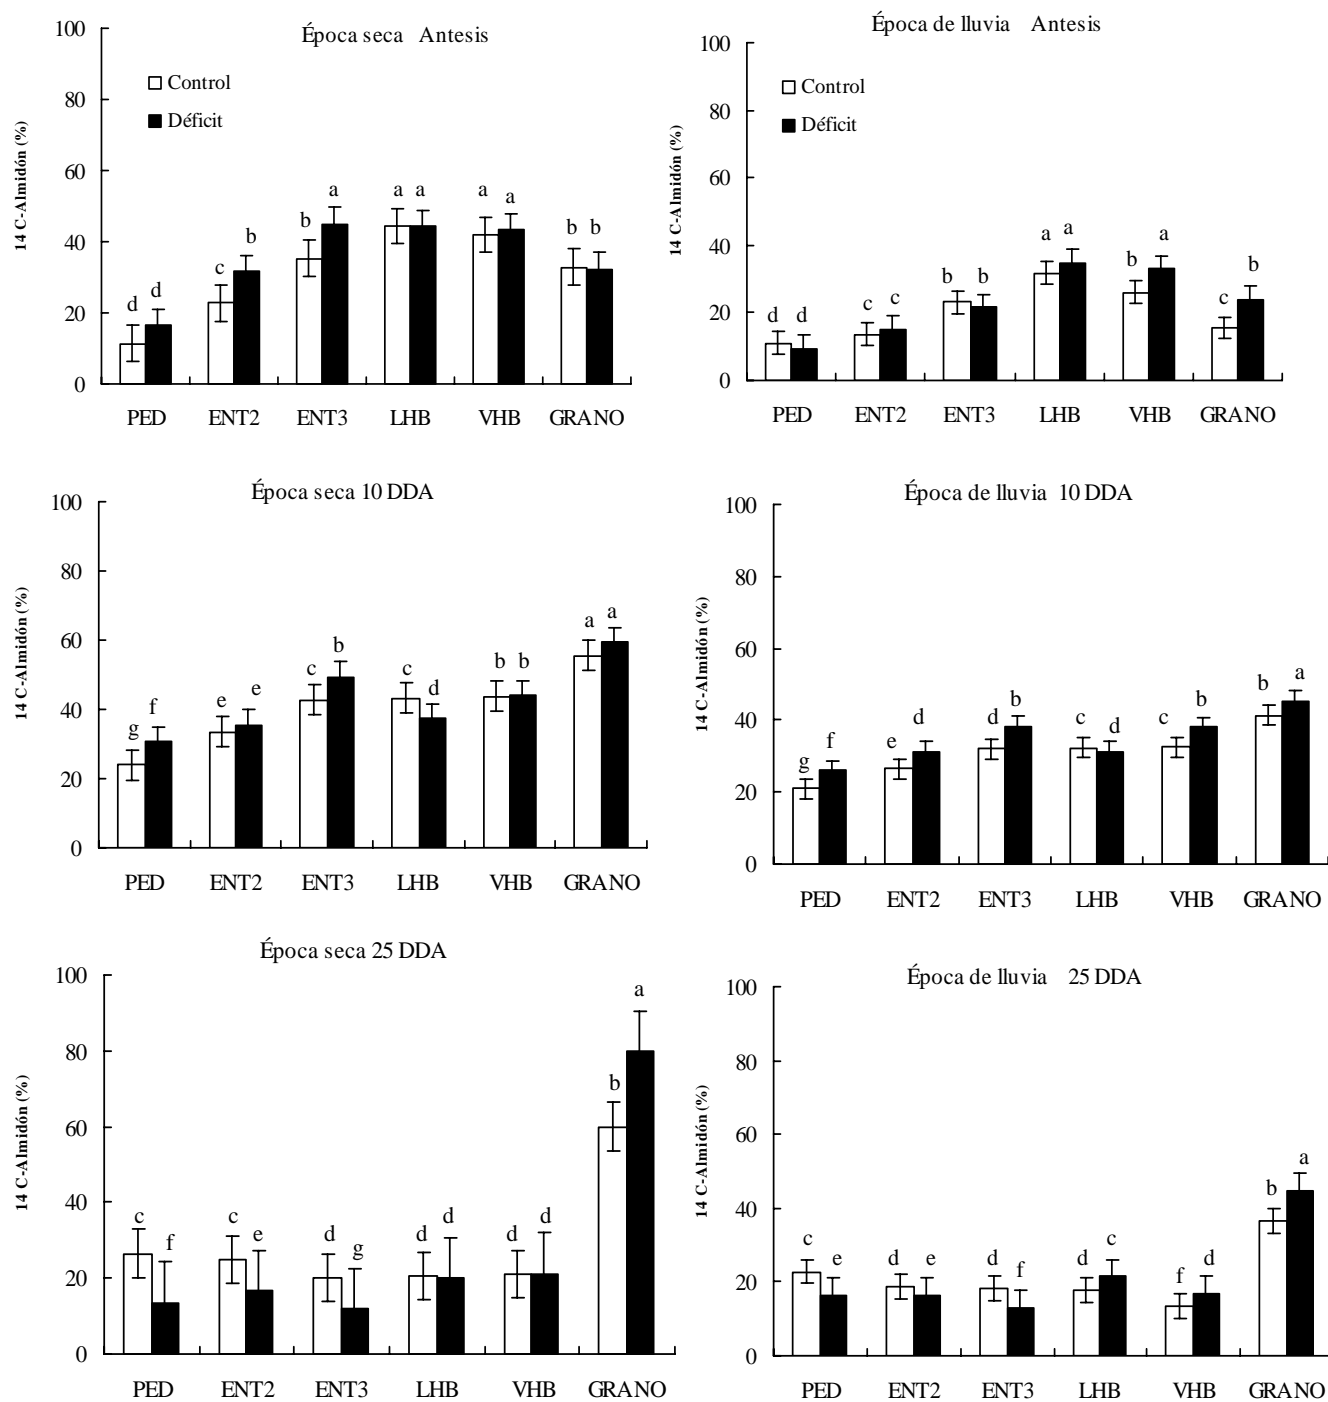 Época seca Antesis
100
80
60
40
20
0
14 C-Almidón (%)
Control
Déficit
d d c b b a a a a a b b
PED ENT2 ENT3 LHB VHB GRANO
Época de lluvia Antesis
100
80
60
40
20
0
14 C-Almidón (%)
Control
Déficit
d d c c b b a a b a c b
PED ENT2 ENT3 LHB VHB GRANO
Época seca 10 DDA
100
80
60
40
20
0
14 C-Almidón (%)
g f e e c b c d b b a a
PED ENT2 ENT3 LHB VHB GRANO
Época de lluvia 10 DDA
100
80
60
40
20
0
14 C-Almidón (%)
g f e d d b c d c b b a
PED ENT2 ENT3 LHB VHB GRANO
Época seca 25 DDA
100
80
60
40
20
0
14 C-Almidón (%)
c f c e d g d d d d b a
PED ENT2 ENT3 LHB VHB GRANO
Época de lluvia 25 DDA
100
80
60
40
20
0
14 C-Almidón (%)
c e d e d f d c f d b a
PED ENT2 ENT3 LHB VHB GRANO